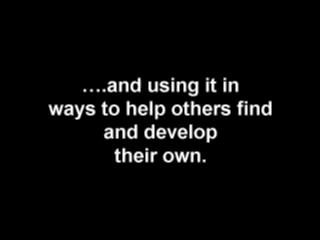 ….and using it in
ways to help others find
and develop
their own.